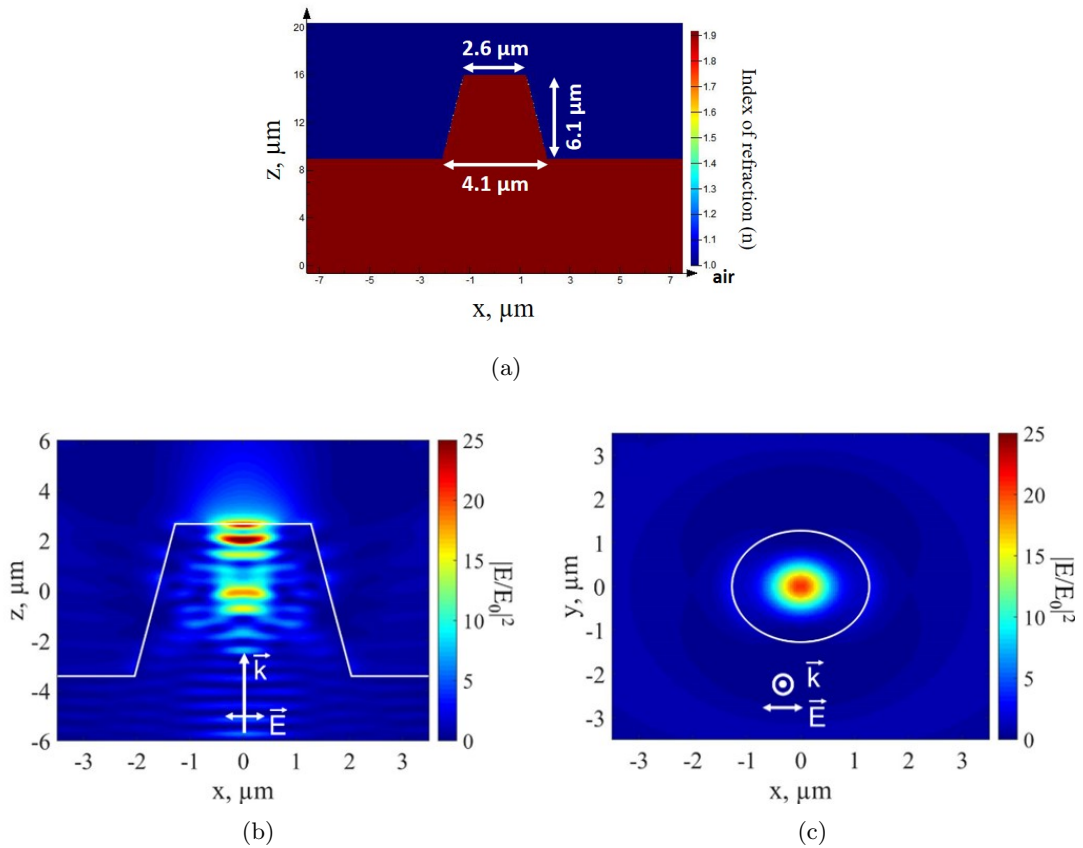 20
16
12
8
4
0
z, μm
2.6 μm
6.1 μm
4.1 μm
-7 -5 -3 -1 1 3 5 7
x, μm
air
1.9
1.8
1.7
1.6
1.5
1.4
1.3
1.2
1.1
1.0
Index of refraction (n)
(a)
6
4
2
0
-2
-4
-6
z, μm
k
E
-3 -2 -1 0 1 2 3
x, μm
25
20
15
10
5
0
|E/E0|2
(b)
3
2
1
0
-1
-2
-3
y, μm
k
E
-3 -2 -1 0 1 2 3
x, μm
25
20
15
10
5
0
|E/E0|2
(c)